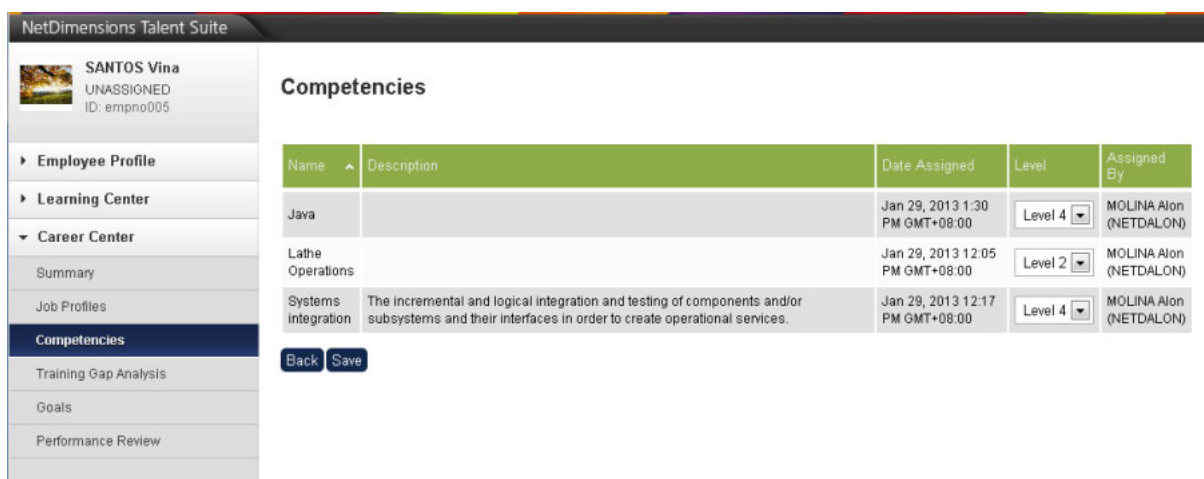 NetDimensions Talent Suite
SANTOS Vina
UNASSIGNED
ID: empno005
Employee Profile
Learning Center
Career Center
Summary
Job Profiles
Competencies
Training Gap Analysis
Goals
Performance Review
Competencies
Name Description Date Assigned Level Assigned
By
Java Jan 29, 2013 1:30
PM GMT+08:00 Level 4 MOLINA Alon
(NETDALON)
Lathe
Operations Jan 29, 2013 12:05
PM GMT+08:00 Level 2 MOLINA Alon
(NETDALON)
Systems The incremental and logical integration and testing of components and/or Jan 29, 2013 12:17
integration subsystems and their interfaces in order to create operational services. PM GMT+08:00 Level 4 MOLINA Alon
(NETDALON)
Back Save